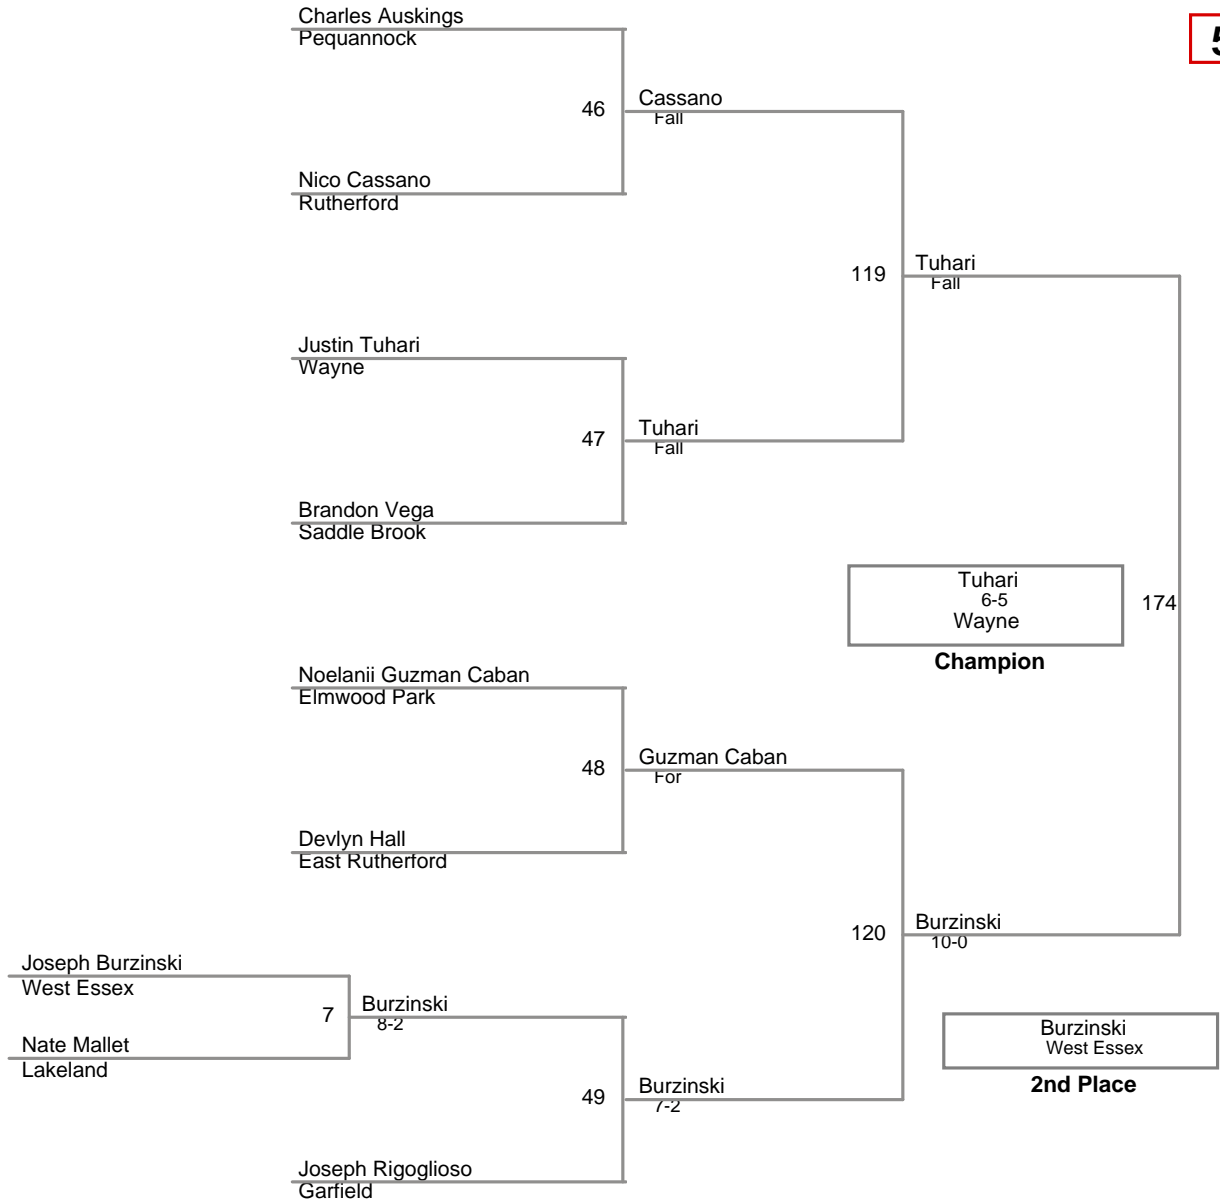 Charles Auskings
Pequannock
5
46
Cassano
Fall
Nico Cassano
Rutherford
119
Tuhari
Fall
Justin Tuhari
Wayne
47
Tuhari
Fall
Brandon Vega
Saddle Brook
Tuhari
6-5
Wayne
174
Champion
Noelanii Guzman Caban
Elmwood Park
48
Guzman Caban
For
Devlyn Hall
East Rutherford
120
Burzinski
10-0
Joseph Burzinski
West Essex
7
Burzinski
8-2
Nate Mallet
Lakeland
Burzinski
West Essex
2nd Place
49
Burzinski
7-2
Joseph Rigoglioso
Garfield